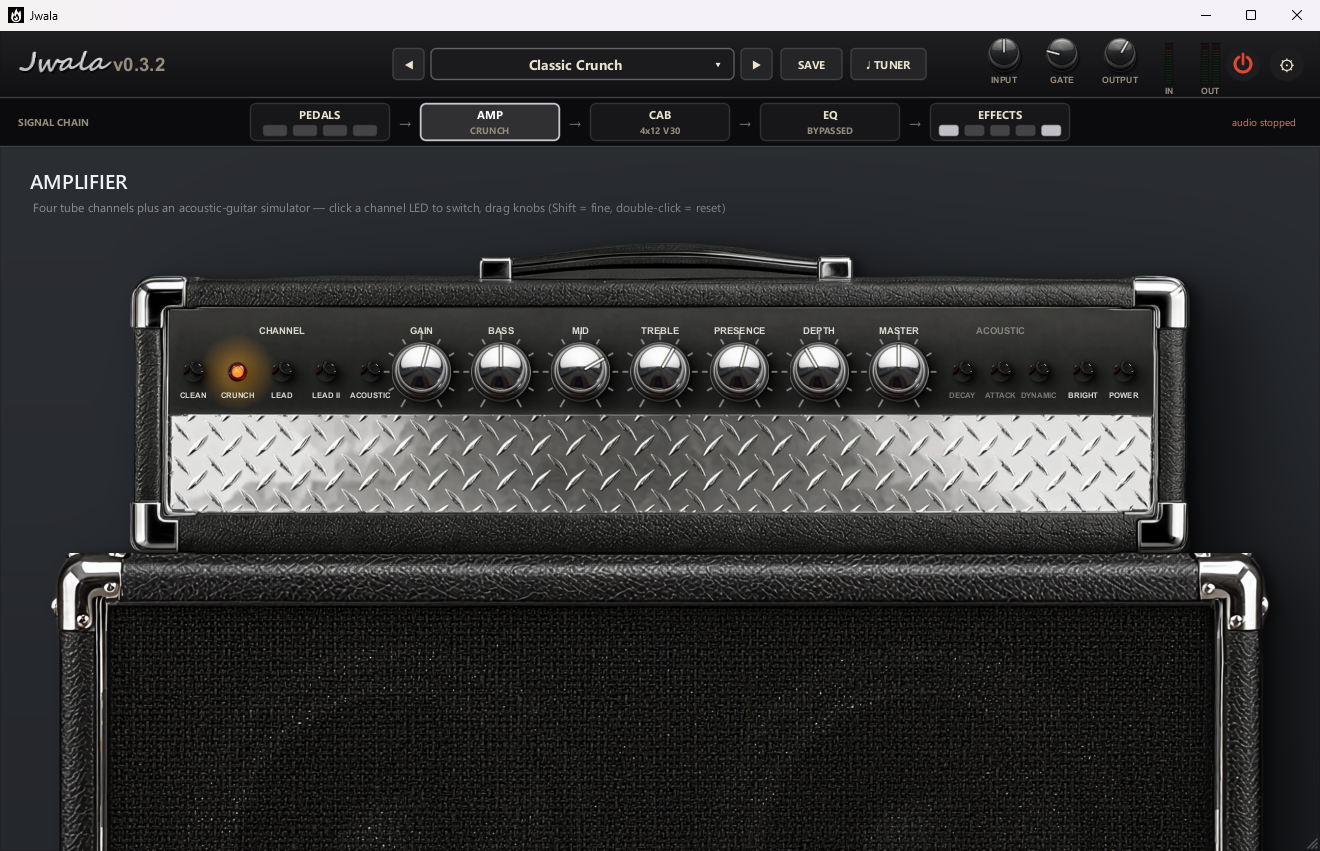 Jwala
Jwala v0.3.2
Classic Crunch
SAVE
♩ TUNER
INPUT
GATE
OUTPUT
IN
OUT
SIGNAL CHAIN
PEDALS
→
AMP
CRUNCH
→
CAB
4x12 V30
→
EQ
BYPASSED
→
EFFECTS
audio stopped
AMPLIFIER
Four tube channels plus an acoustic-guitar simulator — click a channel LED to switch, drag knobs (Shift = fine, double-click = reset)
CHANNEL
GAIN
BASS
MID
TREBLE
PRESENCE
DEPTH
MASTER
ACOUSTIC
CLEAN
CRUNCH
LEAD
LEAD II
ACOUSTIC
DECAY
ATTACK
DYNAMIC
BRIGHT
POWER